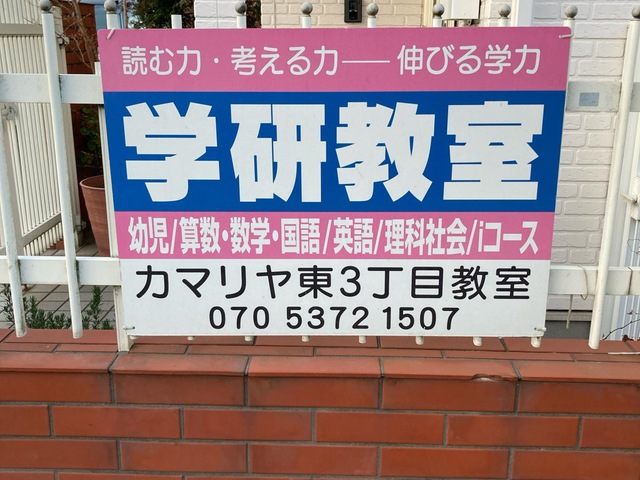 読む力・考える力──伸びる学力
学研教室
幼児/算数・数学・国語/英語/理科社会/iコース
カマリヤ東3丁目教室
070 5372 1507